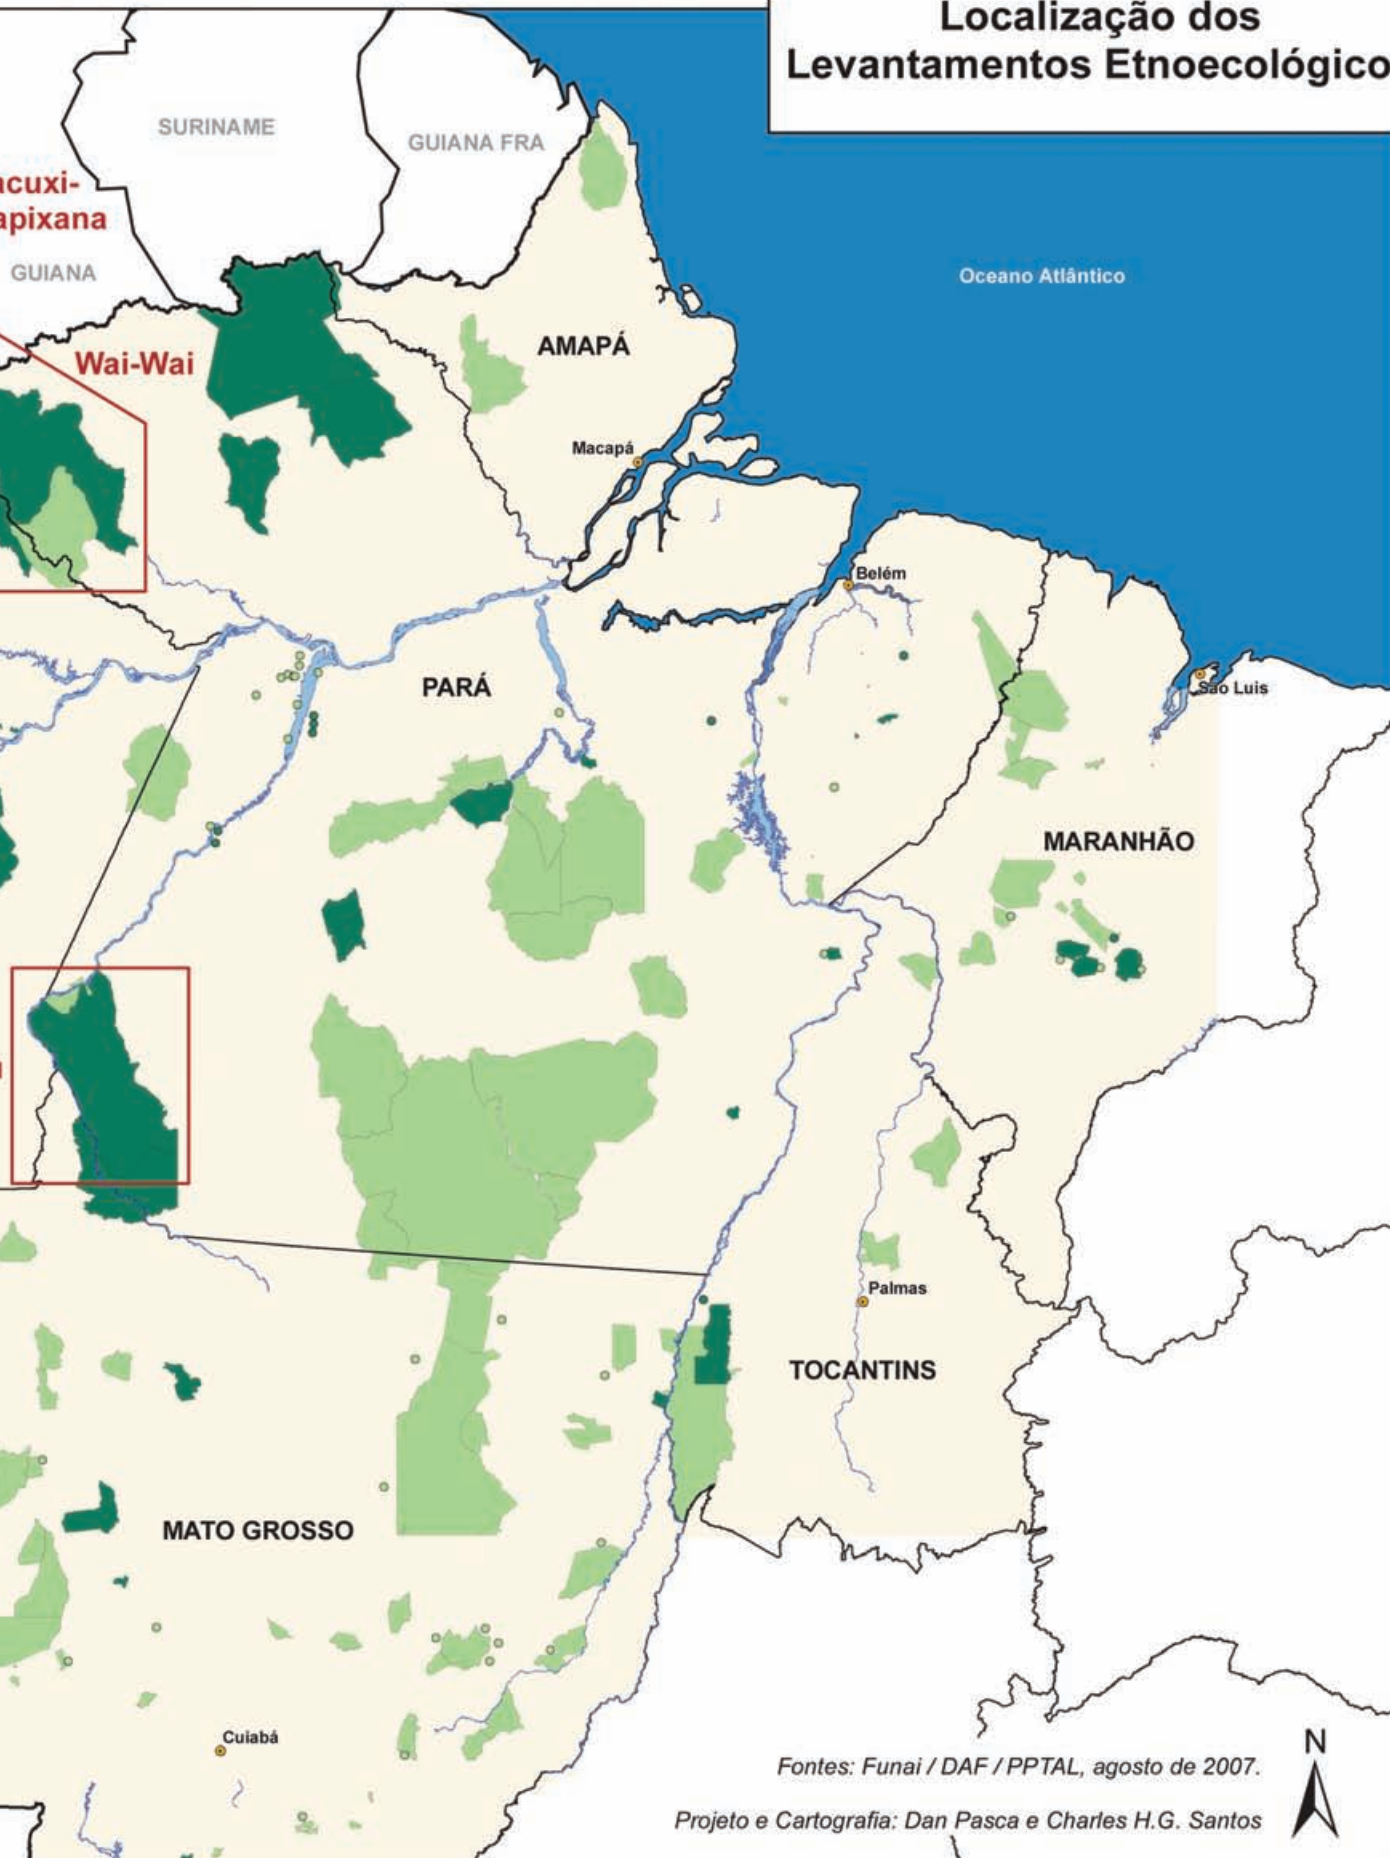 Localização dos
Levantamentos Etnoecológico
SURINAME
GUIANA FRA
acuxi-
apixana
GUIANA
Oceano Atlântico
Wai-Wai
AMAPÁ
Macapá
Belém
PARÁ
São Luis
MARANHÃO
Palmas
TOCANTINS
MATO GROSSO
Cuiabá
N
Fontes: Funai / DAF / PPTAL, agosto de 2007.
Projeto e Cartografia: Dan Pasca e Charles H.G. Santos